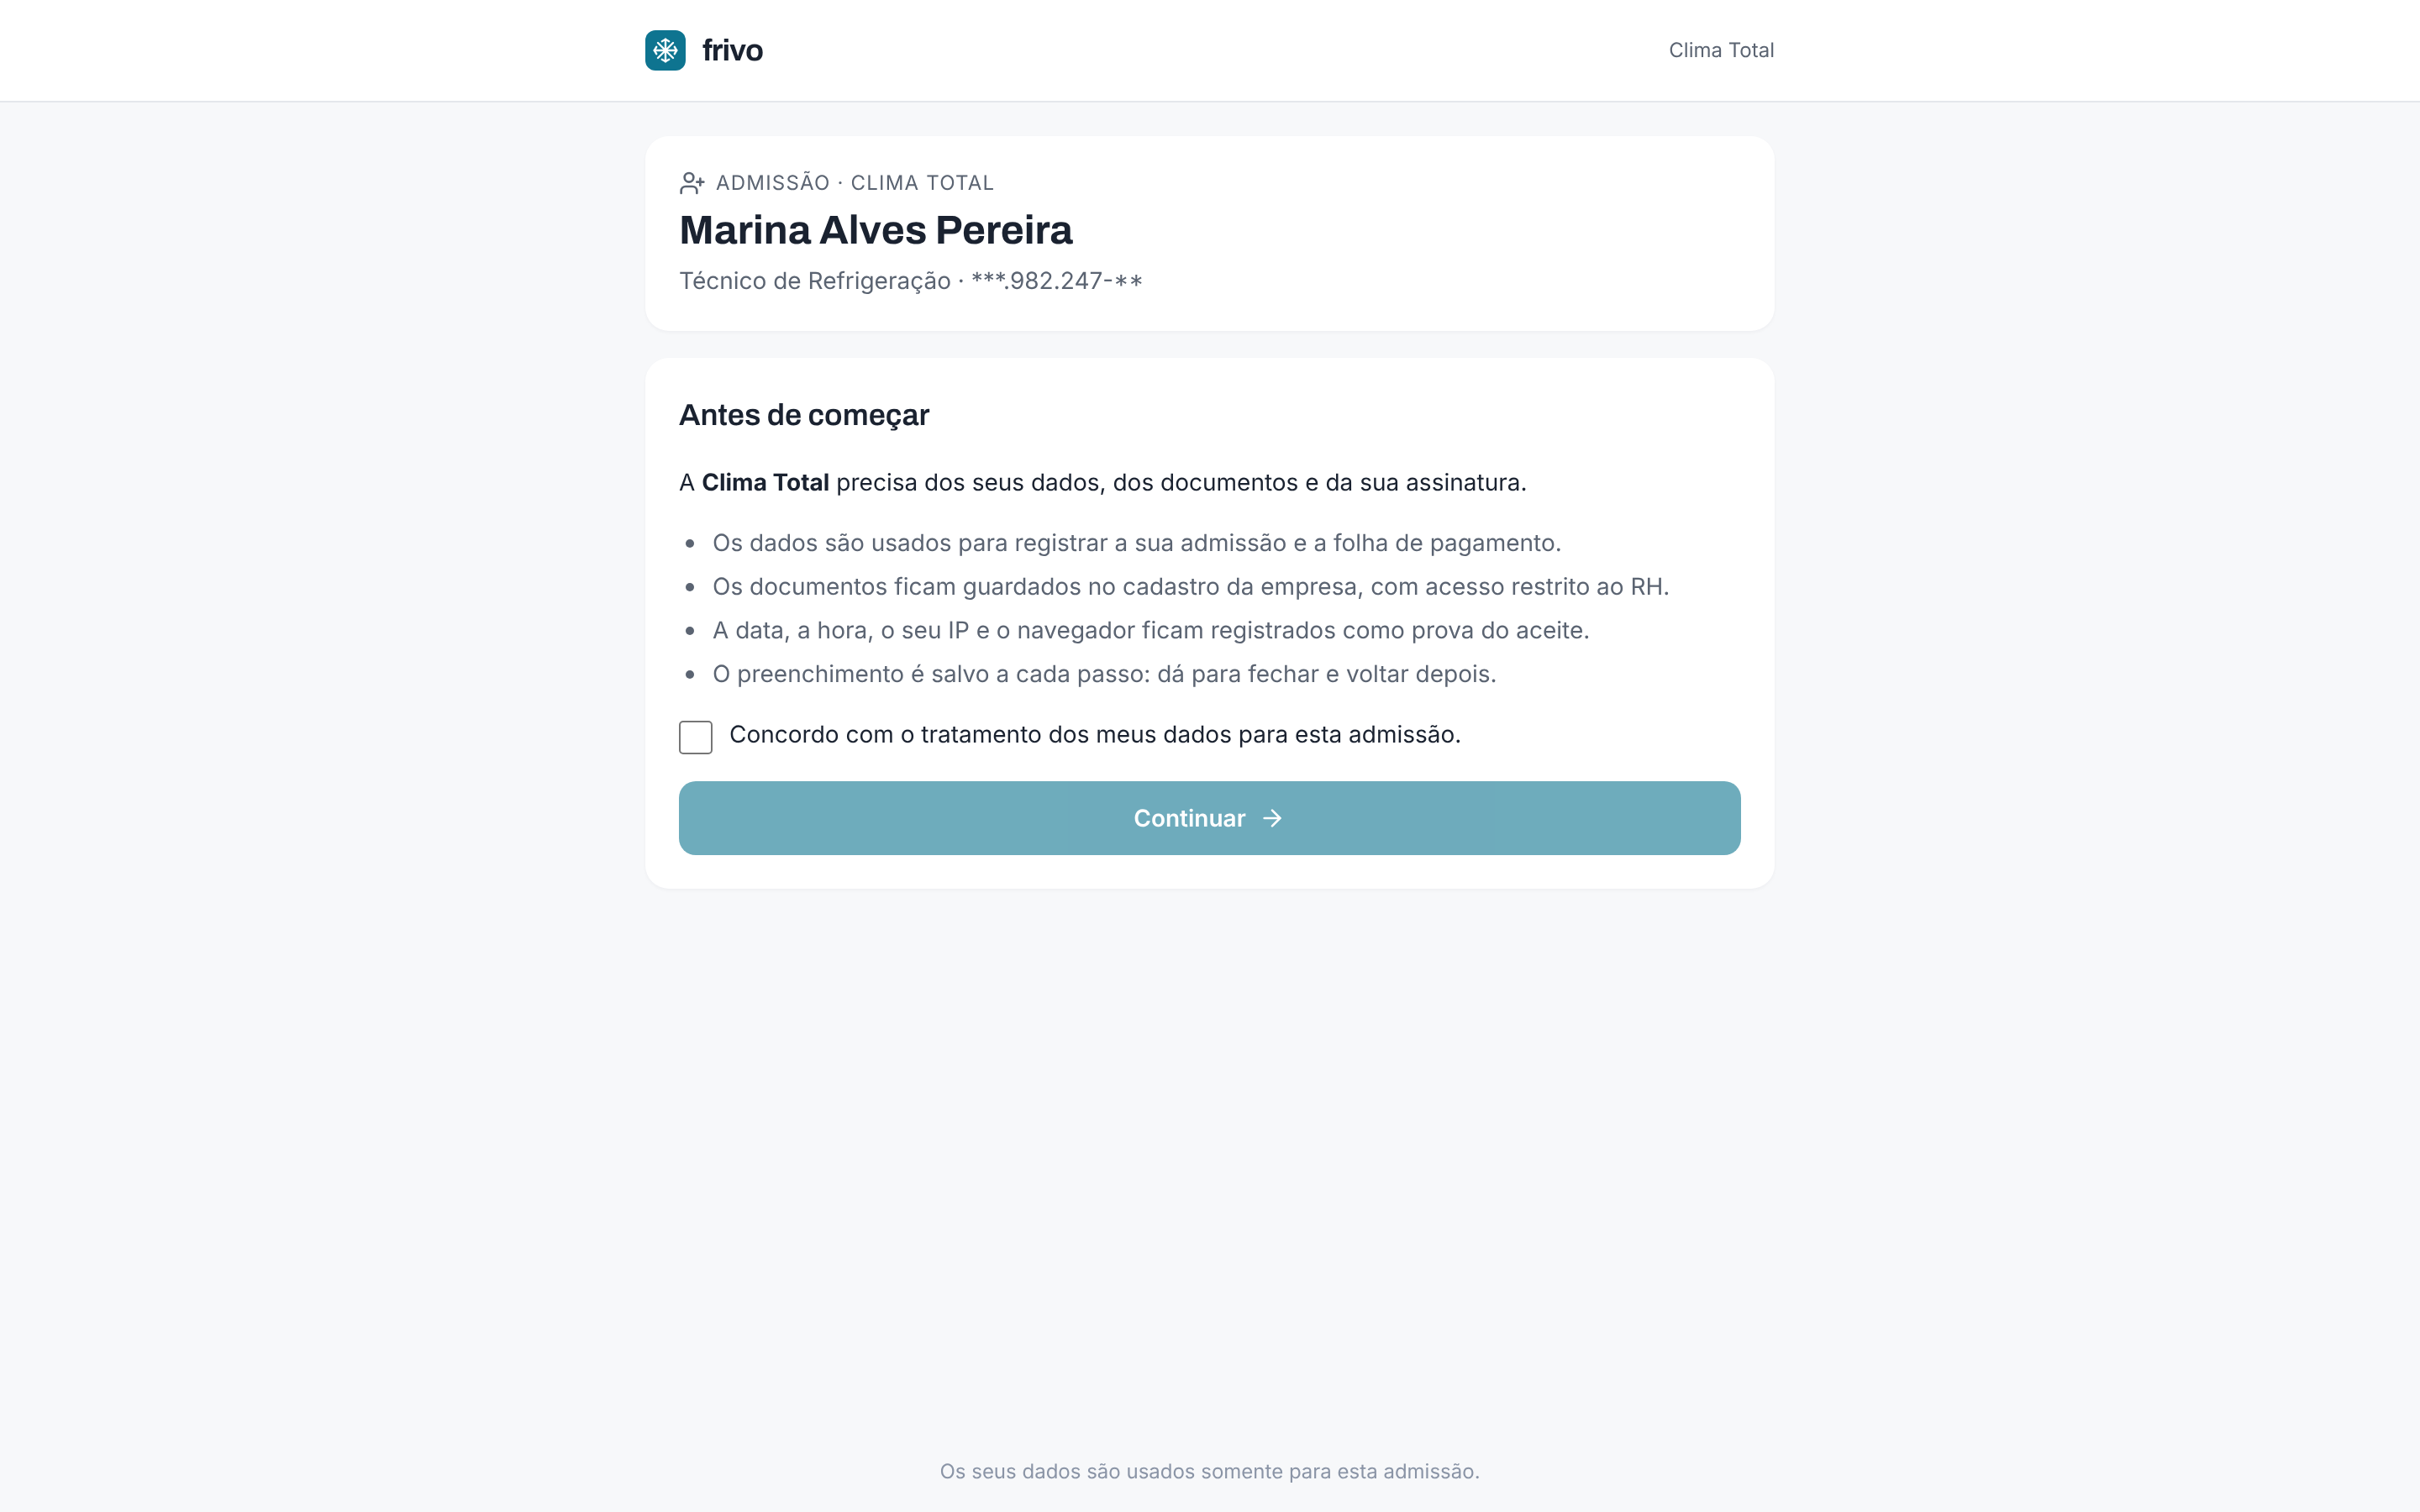 frivo
Clima Total
ADMISSÃO · CLIMA TOTAL
Marina Alves Pereira
Técnico de Refrigeração · ***.982.247-**
Antes de começar
A Clima Total precisa dos seus dados, dos documentos e da sua assinatura.
• Os dados são usados para registrar a sua admissão e a folha de pagamento.
• Os documentos ficam guardados no cadastro da empresa, com acesso restrito ao RH.
• A data, a hora, o seu IP e o navegador ficam registrados como prova do aceite.
• O preenchimento é salvo a cada passo: dá para fechar e voltar depois.
Concordo com o tratamento dos meus dados para esta admissão.
Continuar →
Os seus dados são usados somente para esta admissão.